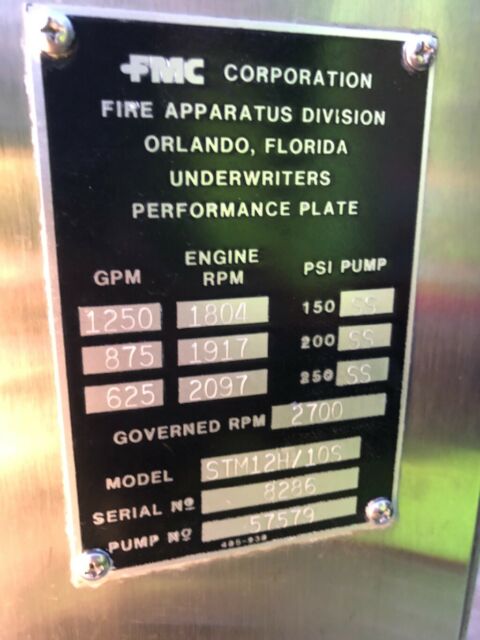 FMC CORPORATION
FIRE APPARATUS DIVISION
ORLANDO, FLORIDA
UNDERWRITERS
PERFORMANCE PLATE
GPM ENGINE RPM PSI PUMP
1250 1804 150 SS
875 1917 200 SS
625 2097 250 SS
GOVERNED RPM 2700
MODEL STM12H/10S
SERIAL Nº 8286
PUMP Nº 57579